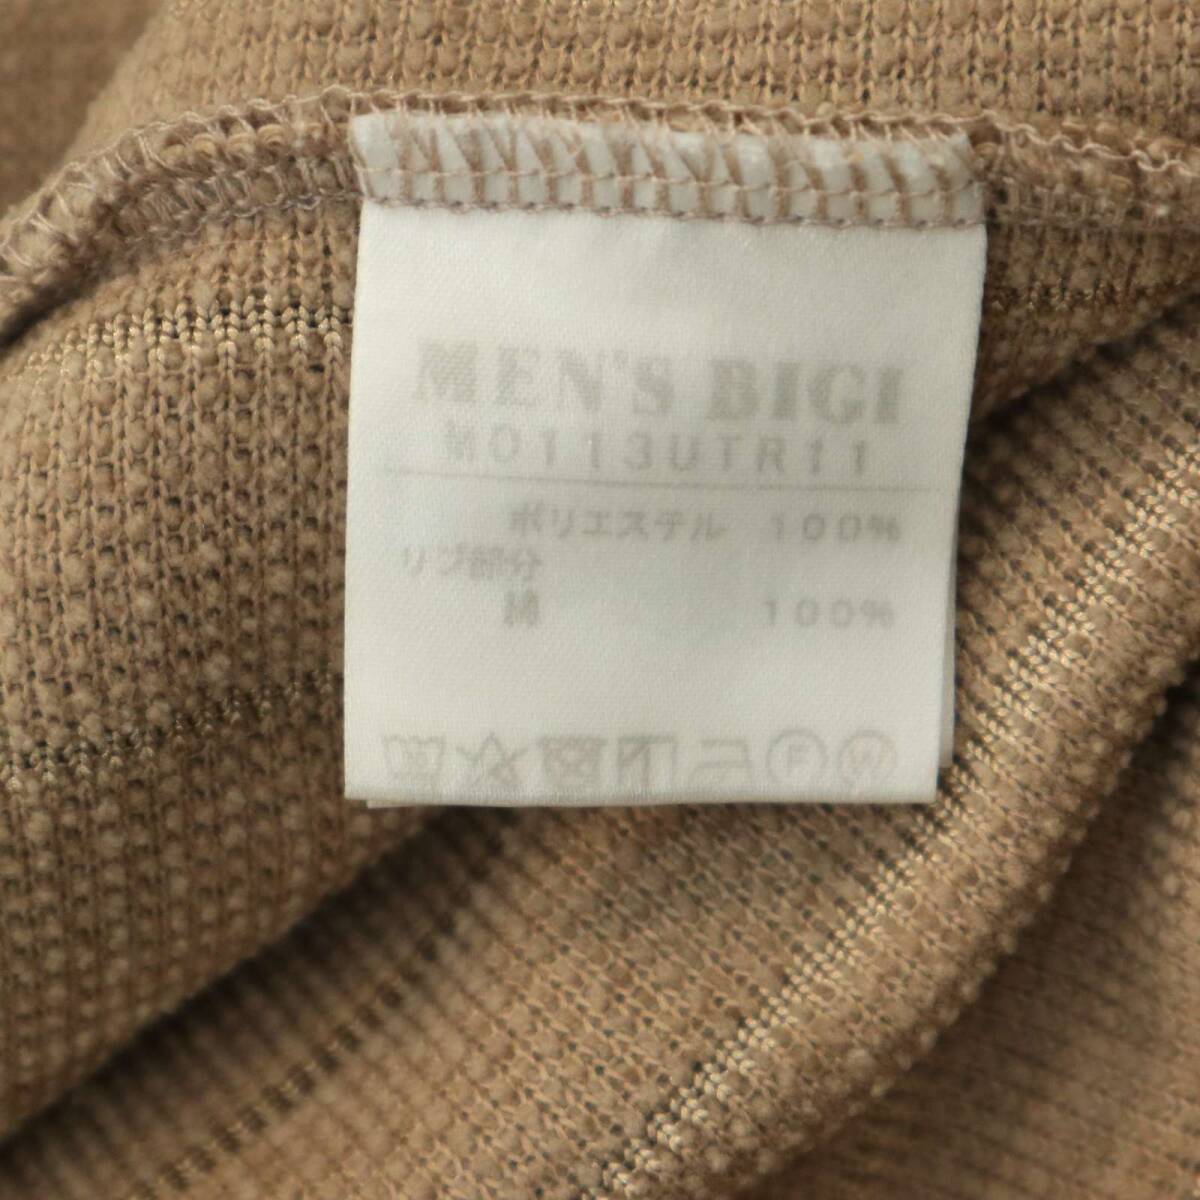 MEN'S BIGI
M0113UTR11
ポリエステル 100%
リブ部分
綿 100%
F W